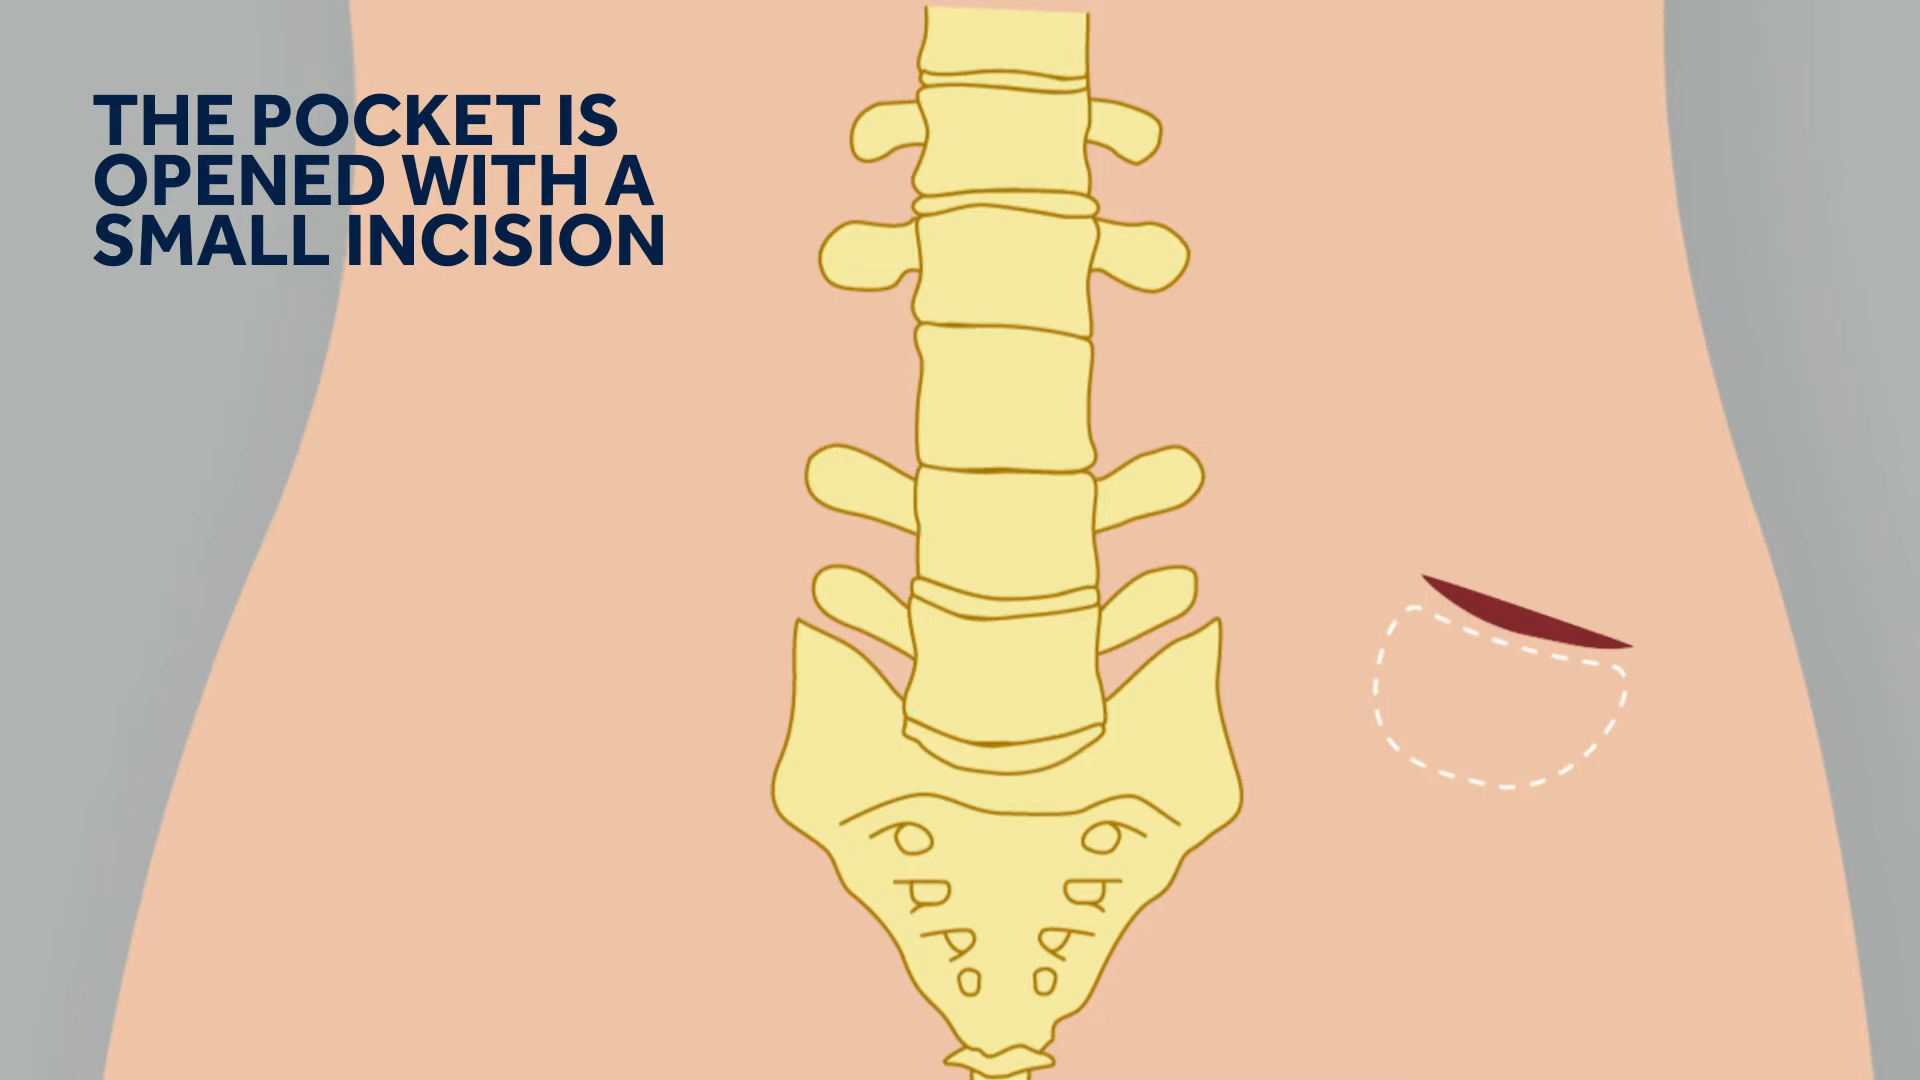 THE POCKET IS
OPENED WITH A
SMALL INCISION